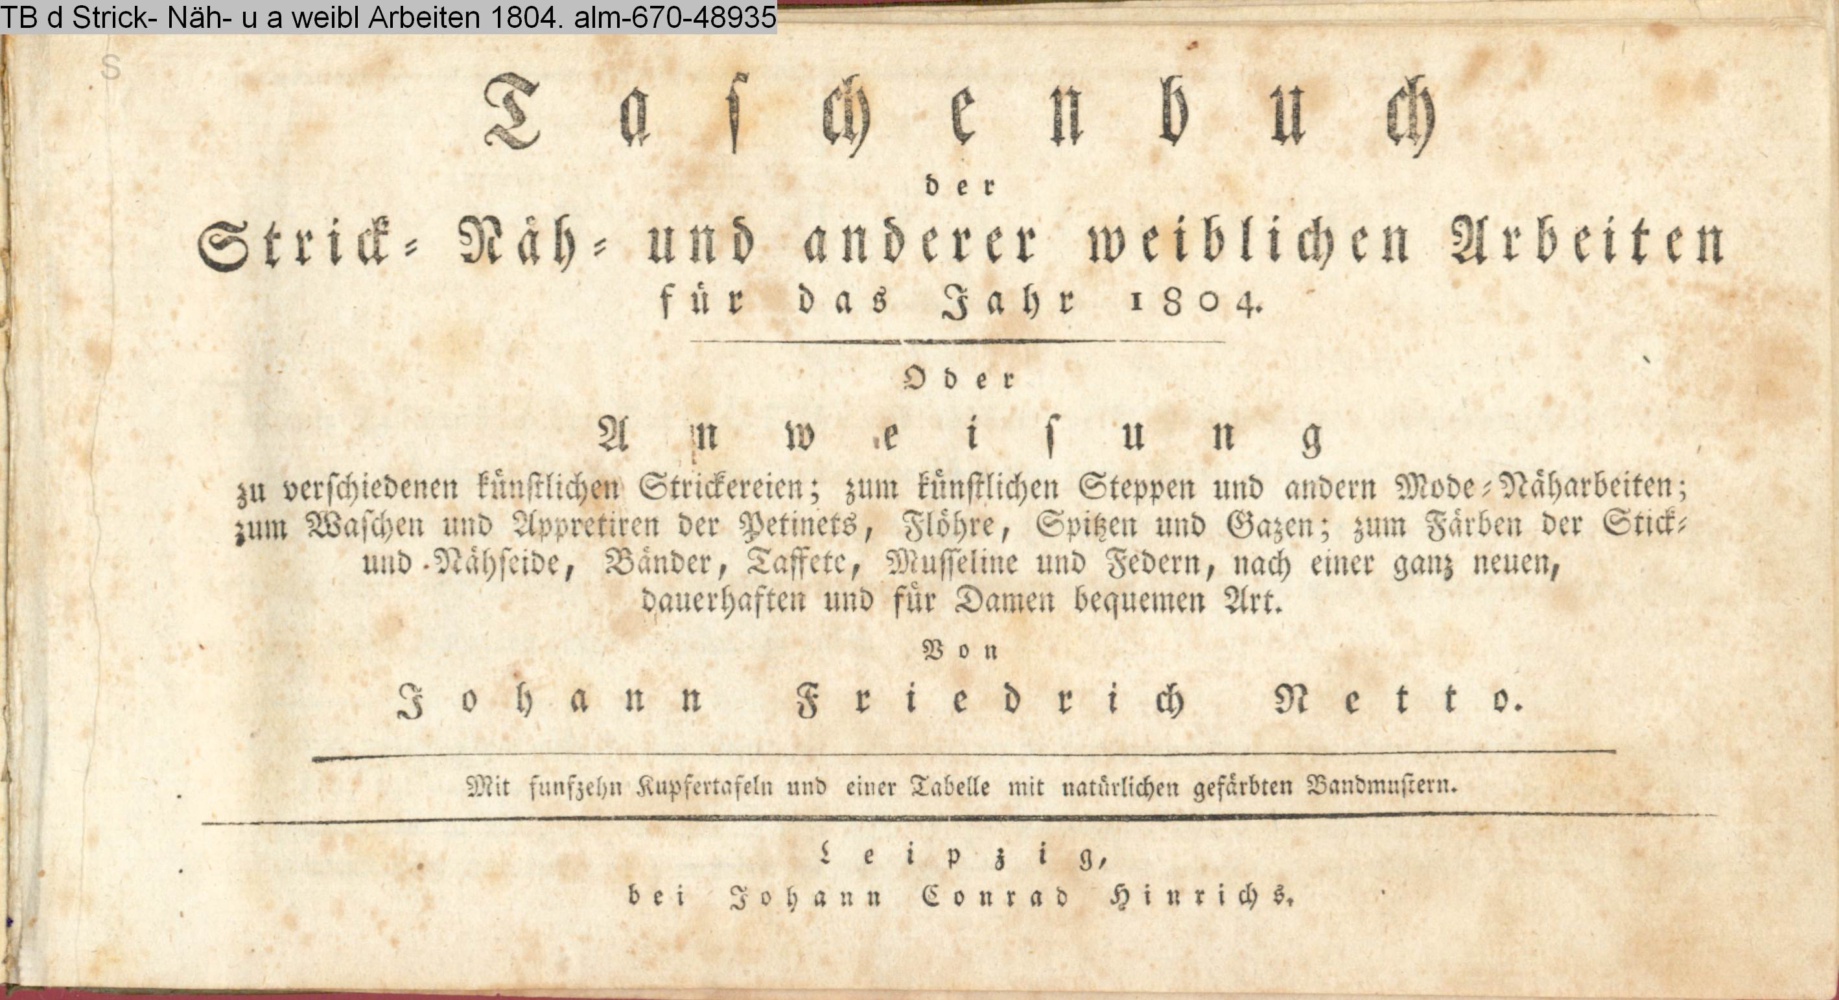 TB d Strick- Näh- u a weibl Arbeiten 1804. alm-670-48935
S
Taſchenbuch
der
Strick- Näh- und anderer weiblichen Arbeiten
für das Jahr 1804.
Oder
Anweiſung
zu verſchiedenen künſtlichen Strickereien; zum künſtlichen Steppen und andern Mode-Näharbeiten;
zum Waſchen und Appretiren der Petinets, Flöhre, Spitzen und Gazen; zum Färben der Stick-
und Nähſeide, Bänder, Taffete, Muſſeline und Federn, nach einer ganz neuen,
dauerhaften und für Damen bequemen Art.
Von
Johann Friedrich Netto.
Mit funfzehn Kupfertafeln und einer Tabelle mit natürlichen gefärbten Bandmuſtern.
Leipzig,
bei Johann Conrad Hinrichs.